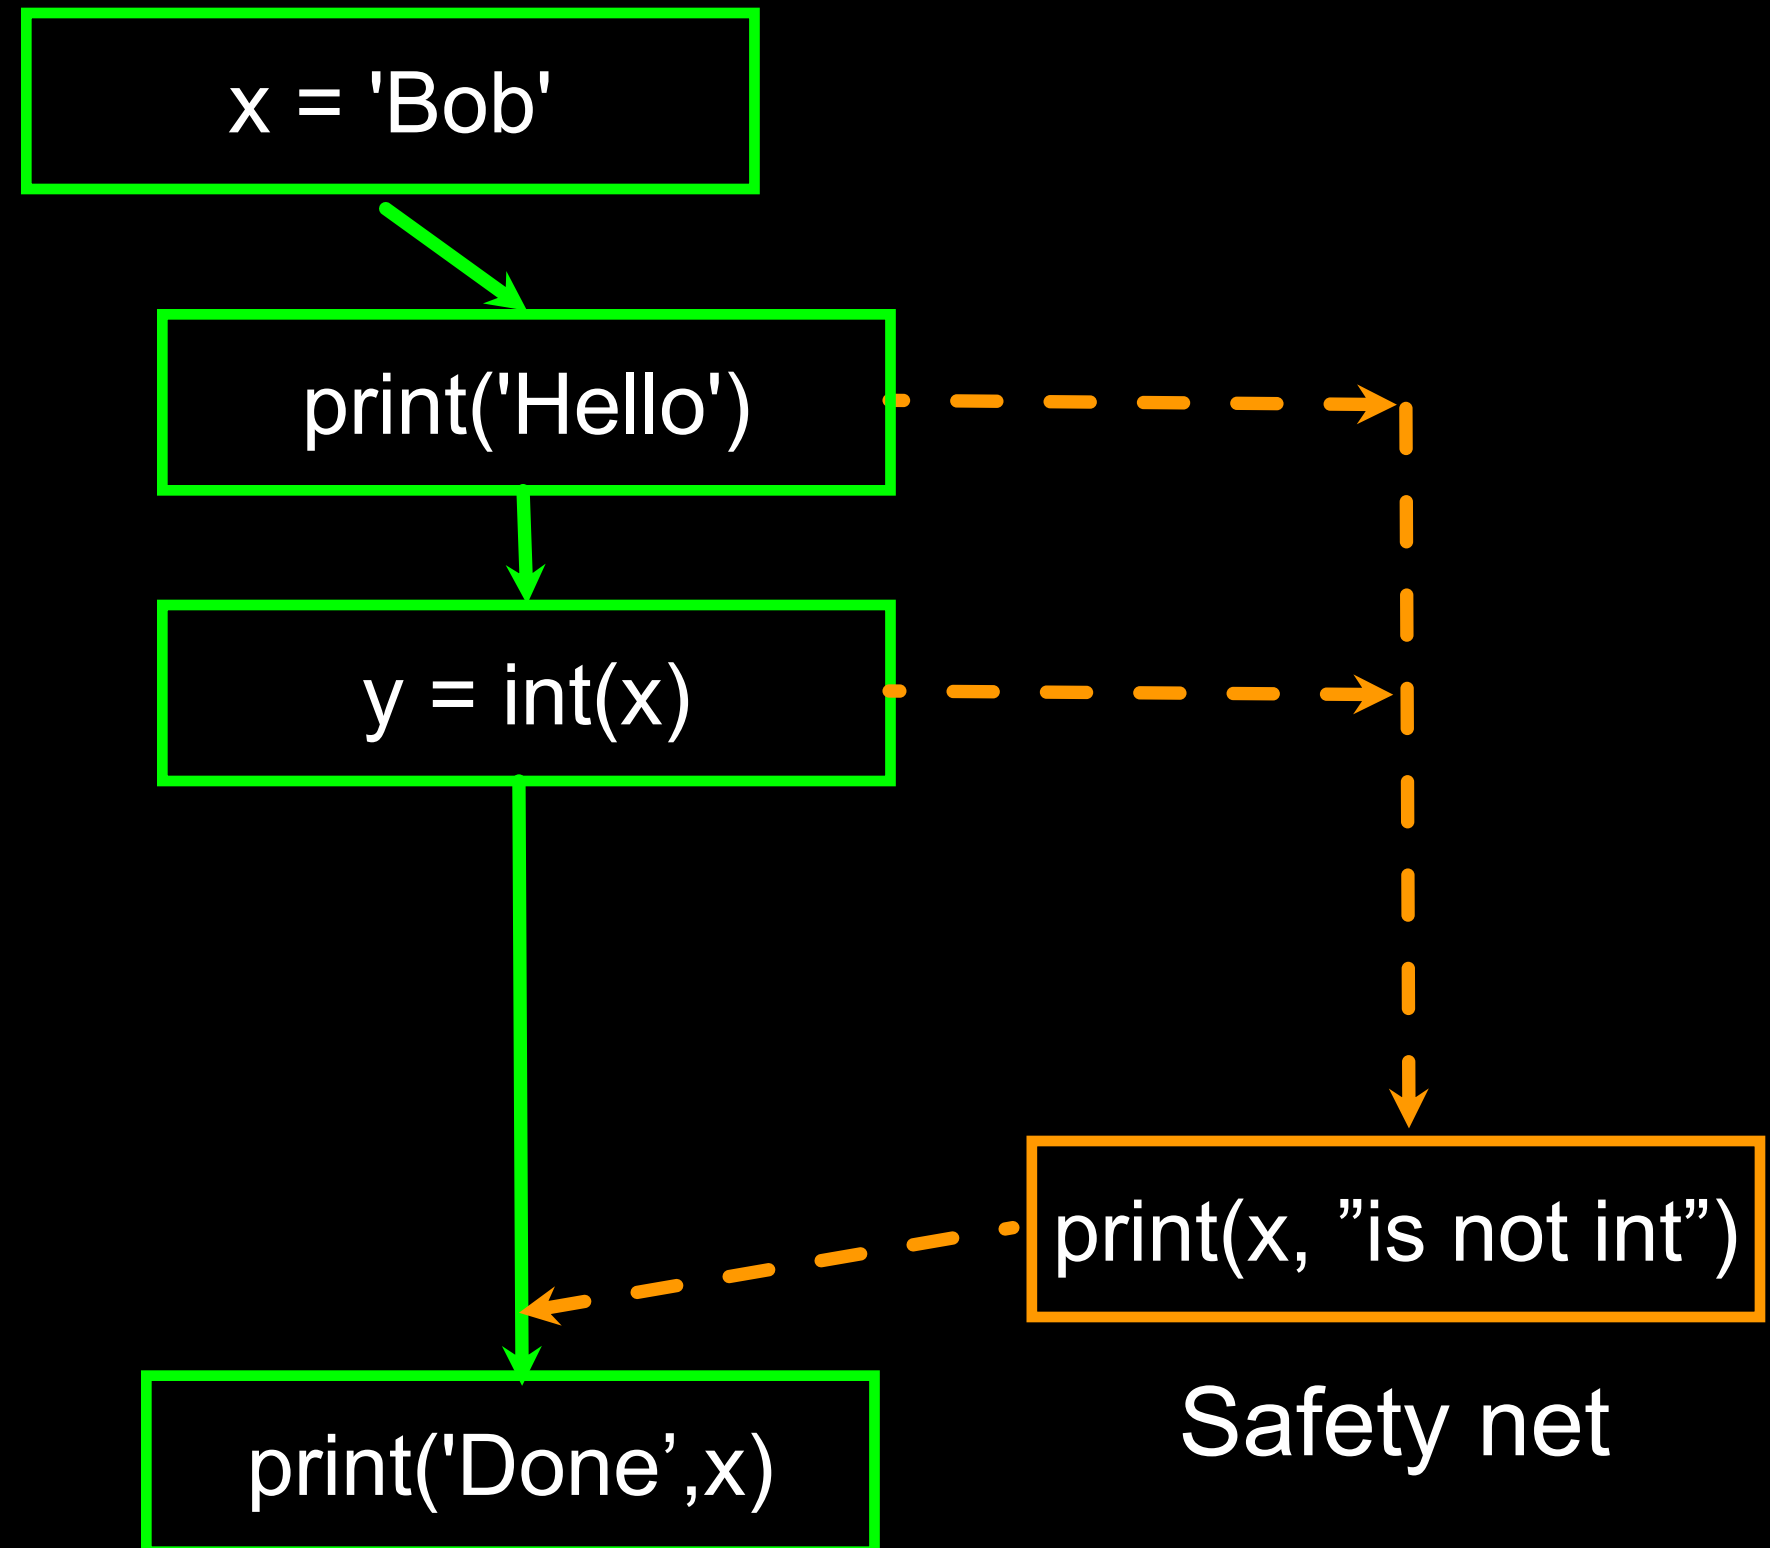 x = 'Bob'
print('Hello')
y = int(x)
print(x, ”is not int”)
Safety net
print('Done’,x)